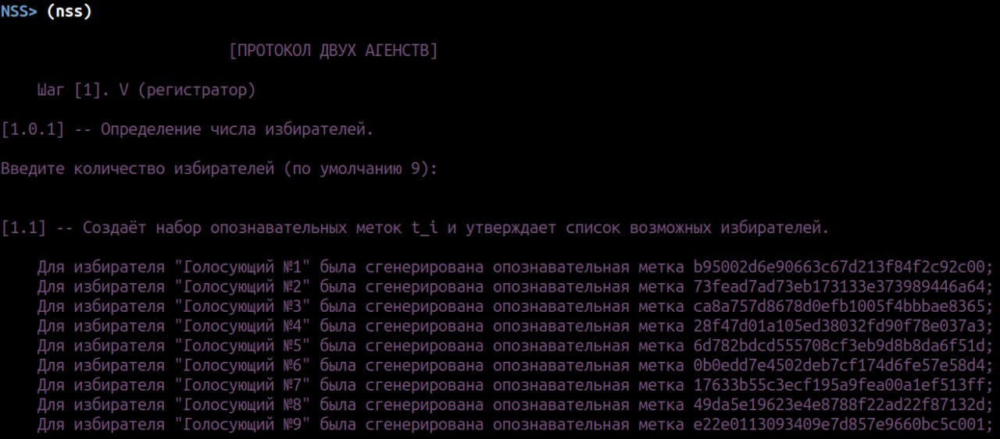 NSS> (nss)
[ПРОТОКОЛ ДВУХ АГЕНСТВ]
Шаг [1]. V (регистратор)
[1.0.1] -- Определение числа избирателей.
Введите количество избирателей (по умолчанию 9):
[1.1] -- Создаёт набор опознавательных меток t_i и утверждает список возможных избирателей.
Для избирателя "Голосующий №1" была сгенерирована опознавательная метка b95002d6e90663c67d213f84f2c92c00;
Для избирателя "Голосующий №2" была сгенерирована опознавательная метка 73fead7ad73eb173133e373989446a64;
Для избирателя "Голосующий №3" была сгенерирована опознавательная метка ca8a757d8678d0efb1005f4bbbae8365;
Для избирателя "Голосующий №4" была сгенерирована опознавательная метка 28f47d01a105ed38032fd90f78e037a3;
Для избирателя "Голосующий №5" была сгенерирована опознавательная метка 6d782bdcd555708cf3eb9d8b8da6f51d;
Для избирателя "Голосующий №6" была сгенерирована опознавательная метка 0b0edd7e4502deb7cf174d6fe57e58d4;
Для избирателя "Голосующий №7" была сгенерирована опознавательная метка 17633b55c3ecf195a9fea00a1ef513ff;
Для избирателя "Голосующий №8" была сгенерирована опознавательная метка 49da5e19623e4e8788f22ad22f87132d;
Для избирателя "Голосующий №9" была сгенерирована опознавательная метка e22e0113093409e7d857e9660bc5c001;